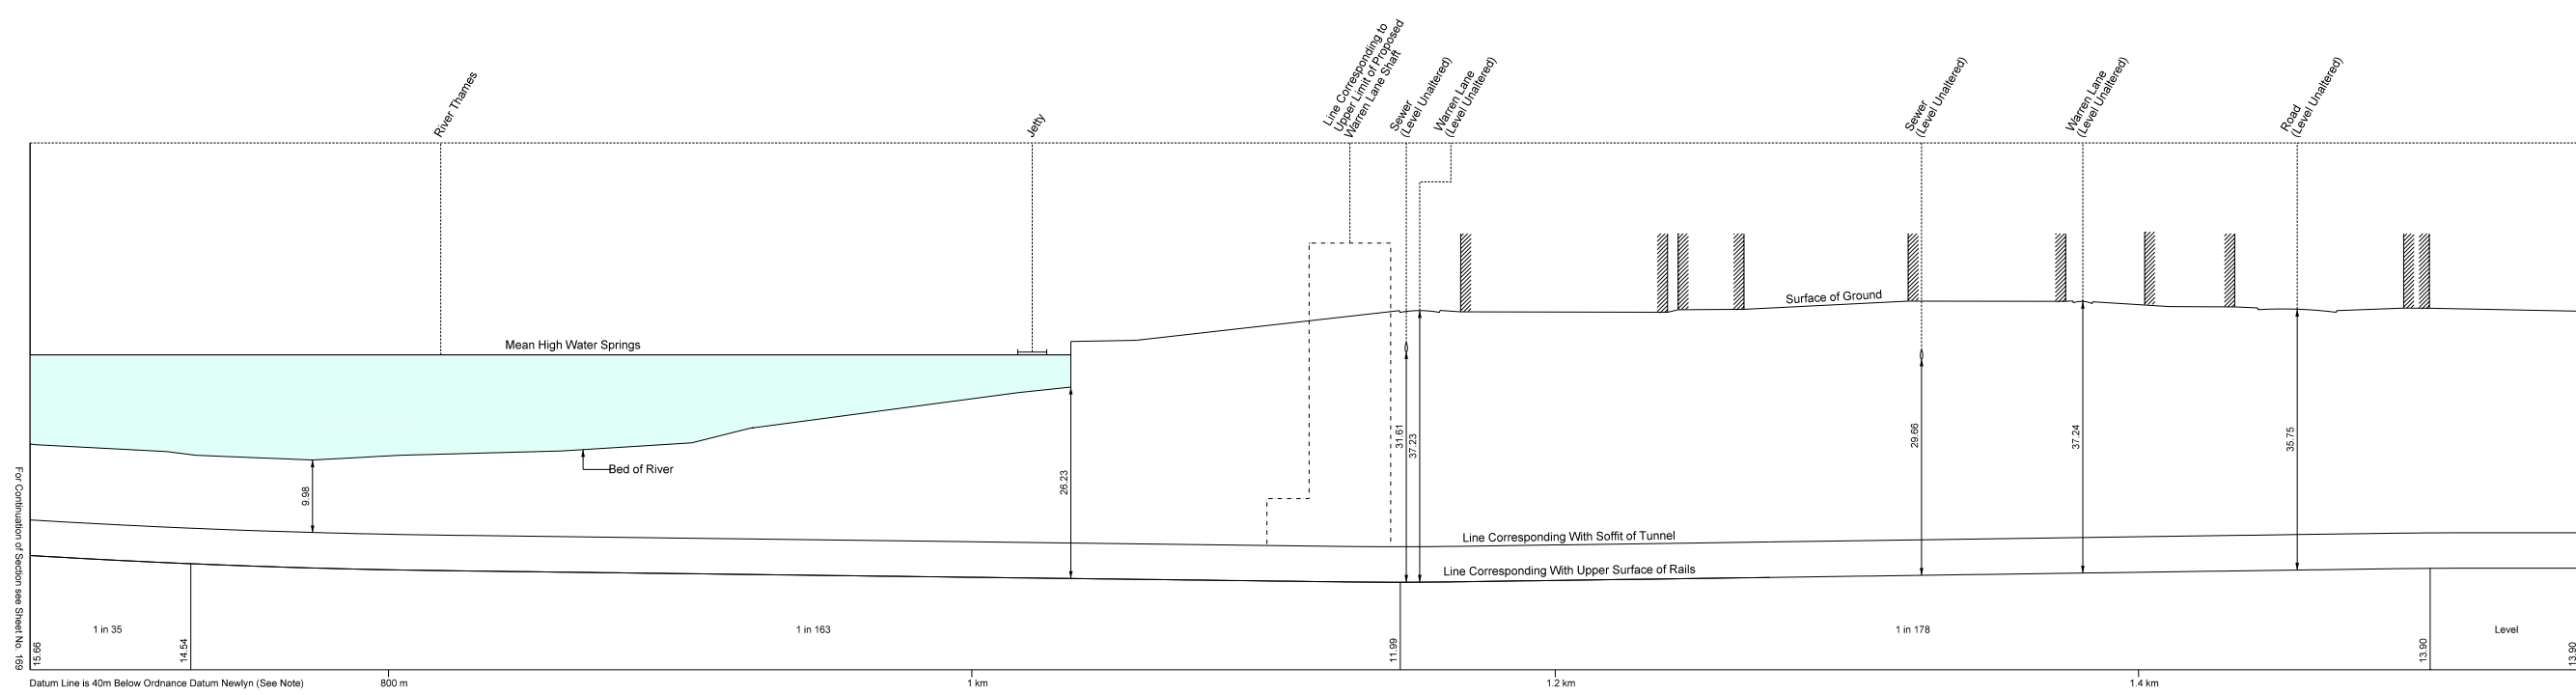 River Thames
Jetty
Line Corresponding to
Upper Limit of Proposed
Warren Lane Shaft
Sewer
(Level Unaltered)
Warren Lane
(Level Unaltered)
Sewer
(Level Unaltered)
Warren Lane
(Level Unaltered)
Road
(Level Unaltered)
Surface of Ground
Mean High Water Springs
Bed of River
9.98
26.23
31.61
37.23
29.66
37.24
35.75
Line Corresponding With Soffit of Tunnel
Line Corresponding With Upper Surface of Rails
For Continuation of Section see Sheet No. 169
15.66
1 in 35
14.54
1 in 163
11.99
1 in 178
13.90
Level
13.90
Datum Line is 40m Below Ordnance Datum Newlyn (See Note)
800 m
1 km
1.2 km
1.4 km